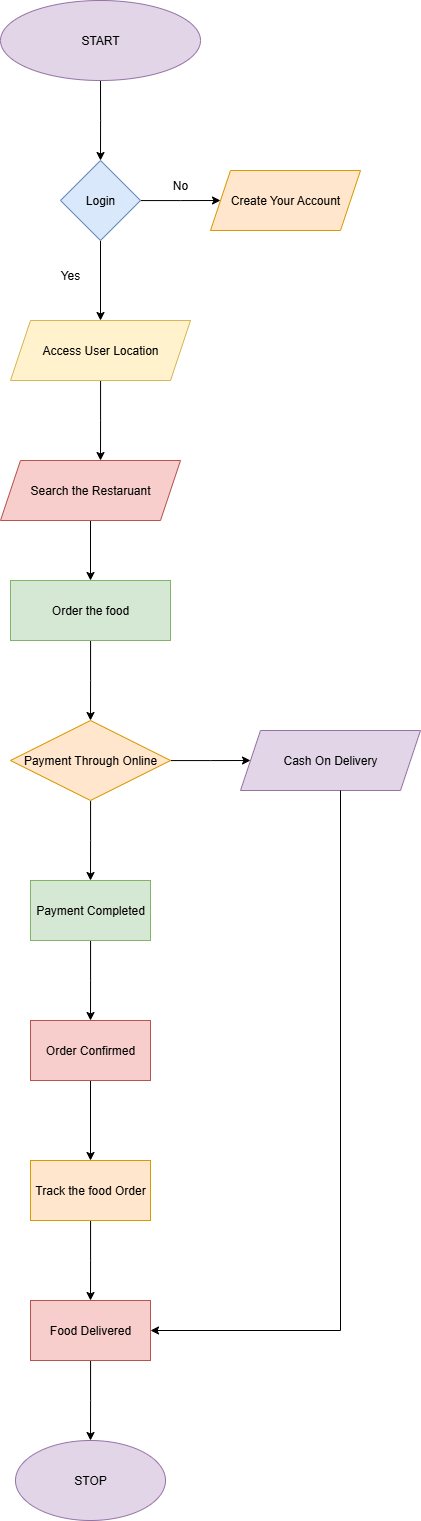 START
Login
No
Create Your Account
Yes
Access User Location
Search the Restaruant
Order the food
Payment Through Online
Cash On Delivery
Payment Completed
Order Confirmed
Track the food Order
Food Delivered
STOP